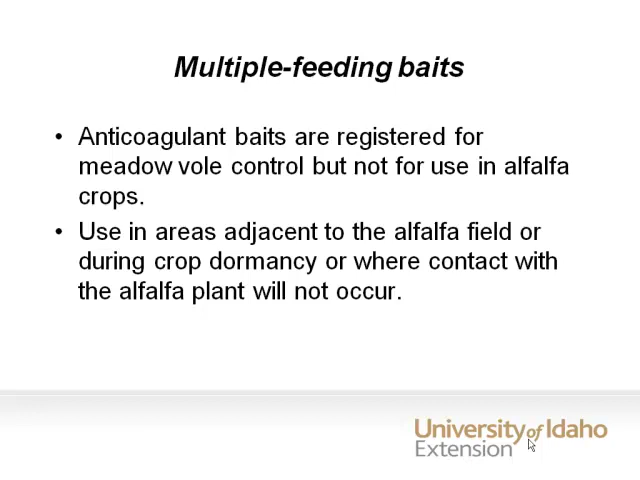 Multiple-feeding baits
• Anticoagulant baits are registered for
meadow vole control but not for use in alfalfa
crops.
• Use in areas adjacent to the alfalfa field or
during crop dormancy or where contact with
the alfalfa plant will not occur.
University of Idaho
Extension